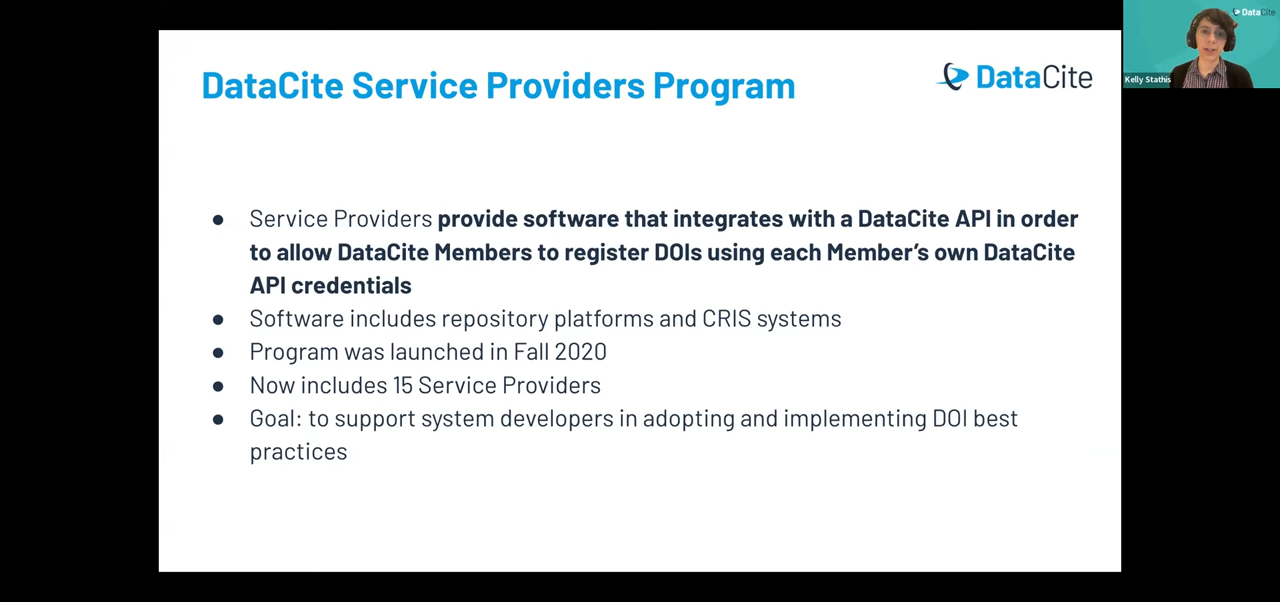 DataCite Service Providers Program
DataCite
DataCite
Kelly Stathis
● Service Providers provide software that integrates with a DataCite API in order
to allow DataCite Members to register DOIs using each Member’s own DataCite
API credentials
● Software includes repository platforms and CRIS systems
● Program was launched in Fall 2020
● Now includes 15 Service Providers
● Goal: to support system developers in adopting and implementing DOI best
practices